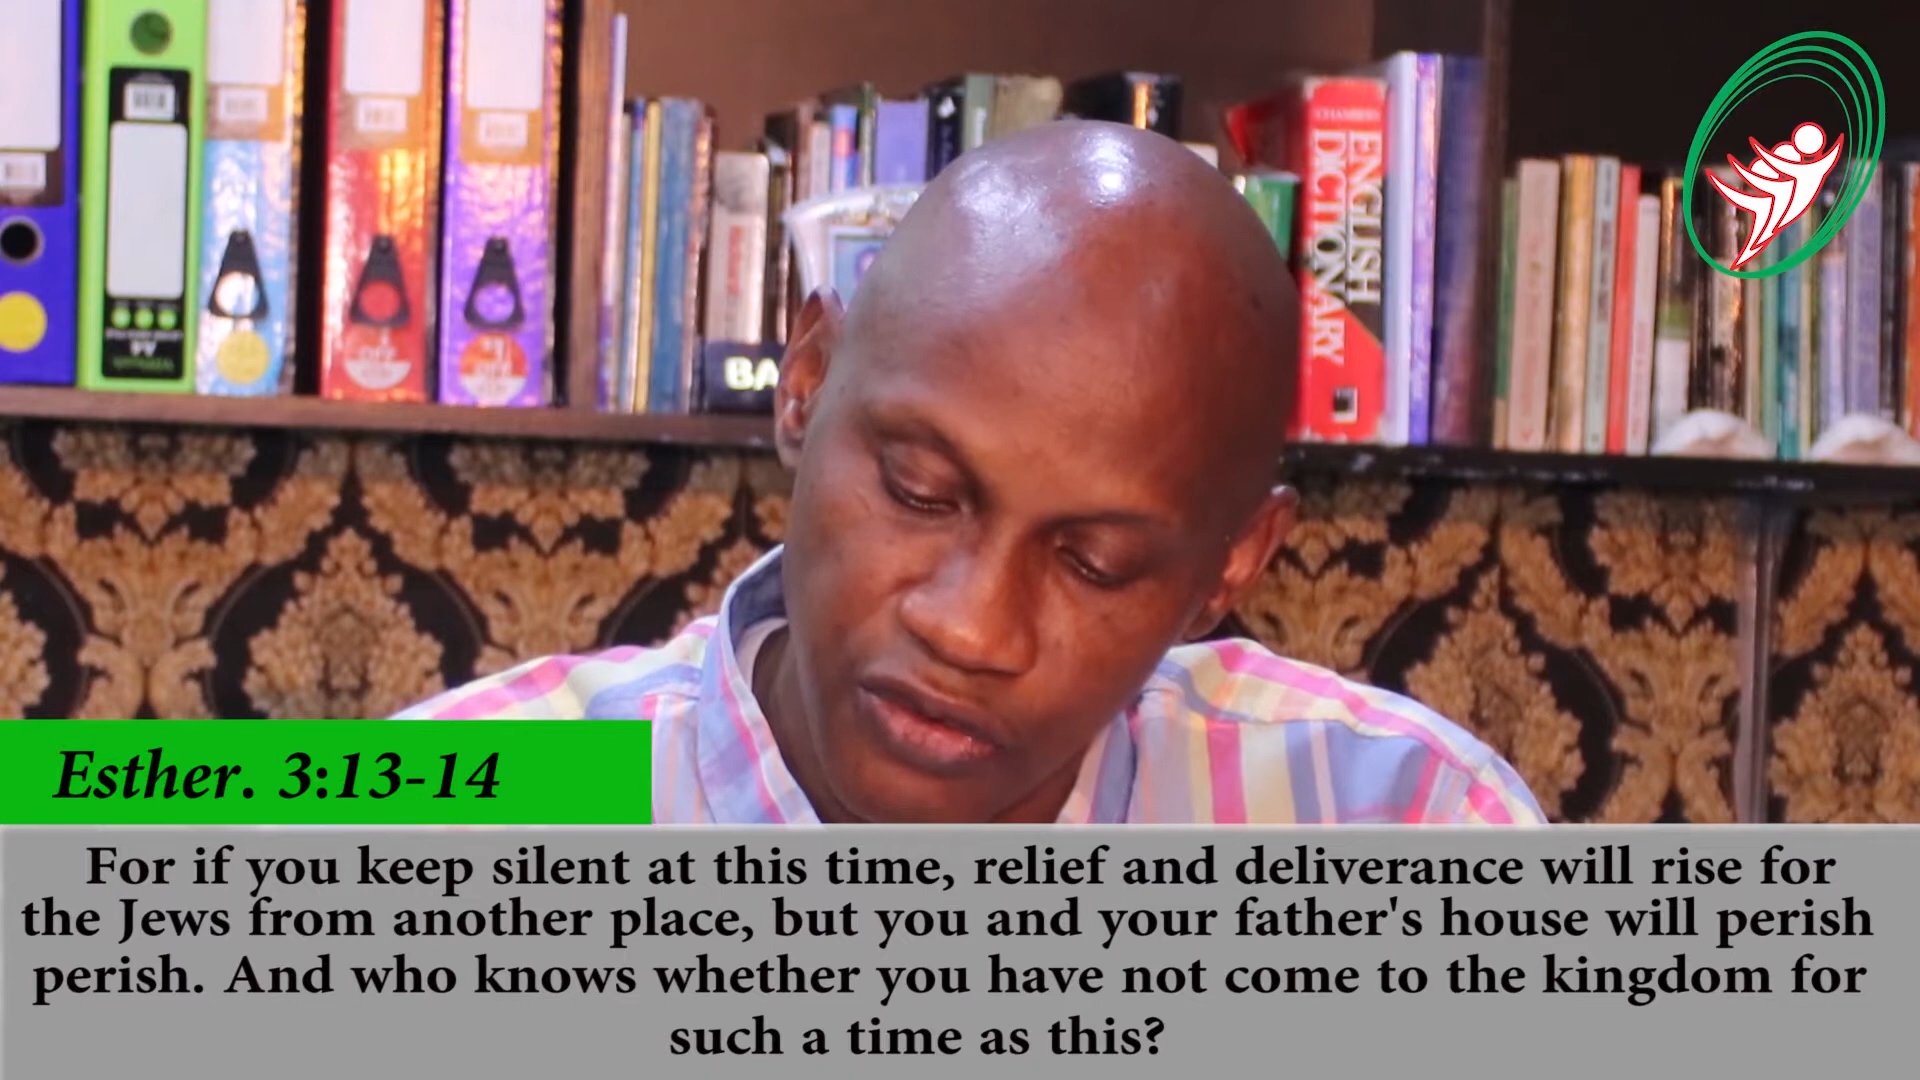 CHAMBERS
ENGLISH
DICTIONARY
BA
Esther. 3:13-14
For if you keep silent at this time, relief and deliverance will rise for
the Jews from another place, but you and your father's house will perish
perish. And who knows whether you have not come to the kingdom for
such a time as this?